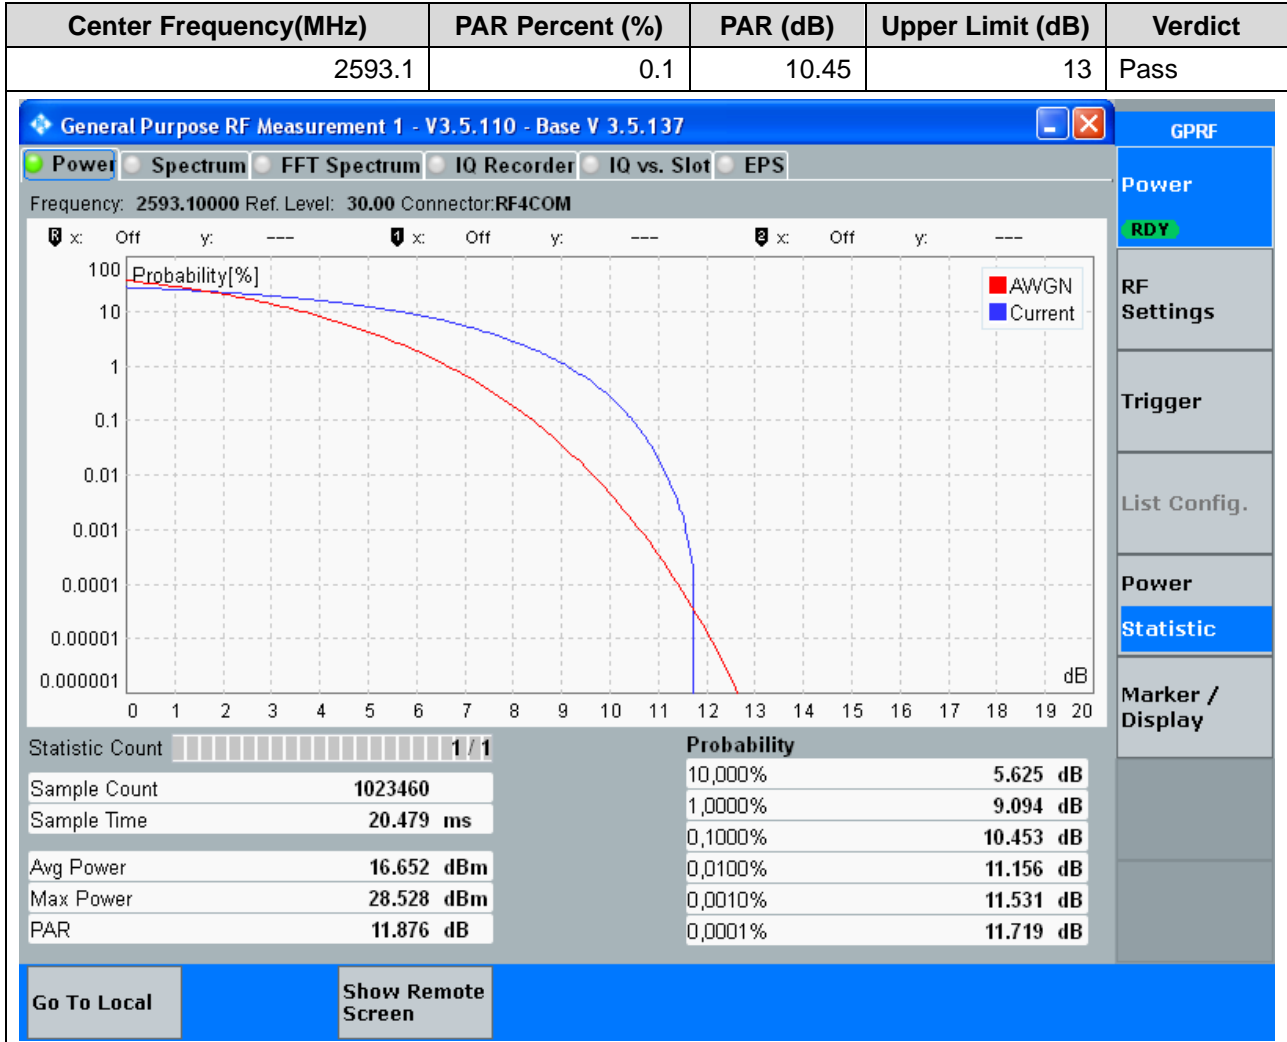 Center Frequency(MHz) PAR Percent (%) PAR (dB) Upper Limit (dB) Verdict
2593.1 0.1 10.45 13 Pass
General Purpose RF Measurement 1 - V3.5.110 - Base V 3.5.137
GPRF
Power Spectrum FFT Spectrum IQ Recorder IQ vs. Slot EPS
Frequency: 2593.10000 Ref. Level: 30.00 Connector:RF4COM
R x: Off y: --- 1 x: Off y: --- 2 x: Off y: ---
Probability[%]
100
10
1
0.1
0.01
0.001
0.0001
0.00001
0.000001
AWGN
Current
dB
0 1 2 3 4 5 6 7 8 9 10 11 12 13 14 15 16 17 18 19 20
Statistic Count 1 / 1
Sample Count 1023460
Sample Time 20.479 ms
Avg Power 16.652 dBm
Max Power 28.528 dBm
PAR 11.876 dB
Probability
10,000% 5.625 dB
1,0000% 9.094 dB
0,1000% 10.453 dB
0,0100% 11.156 dB
0,0010% 11.531 dB
0,0001% 11.719 dB
Power
RDY
RF
Settings
Trigger
List Config.
Power
Statistic
Marker /
Display
Go To Local
Show Remote
Screen